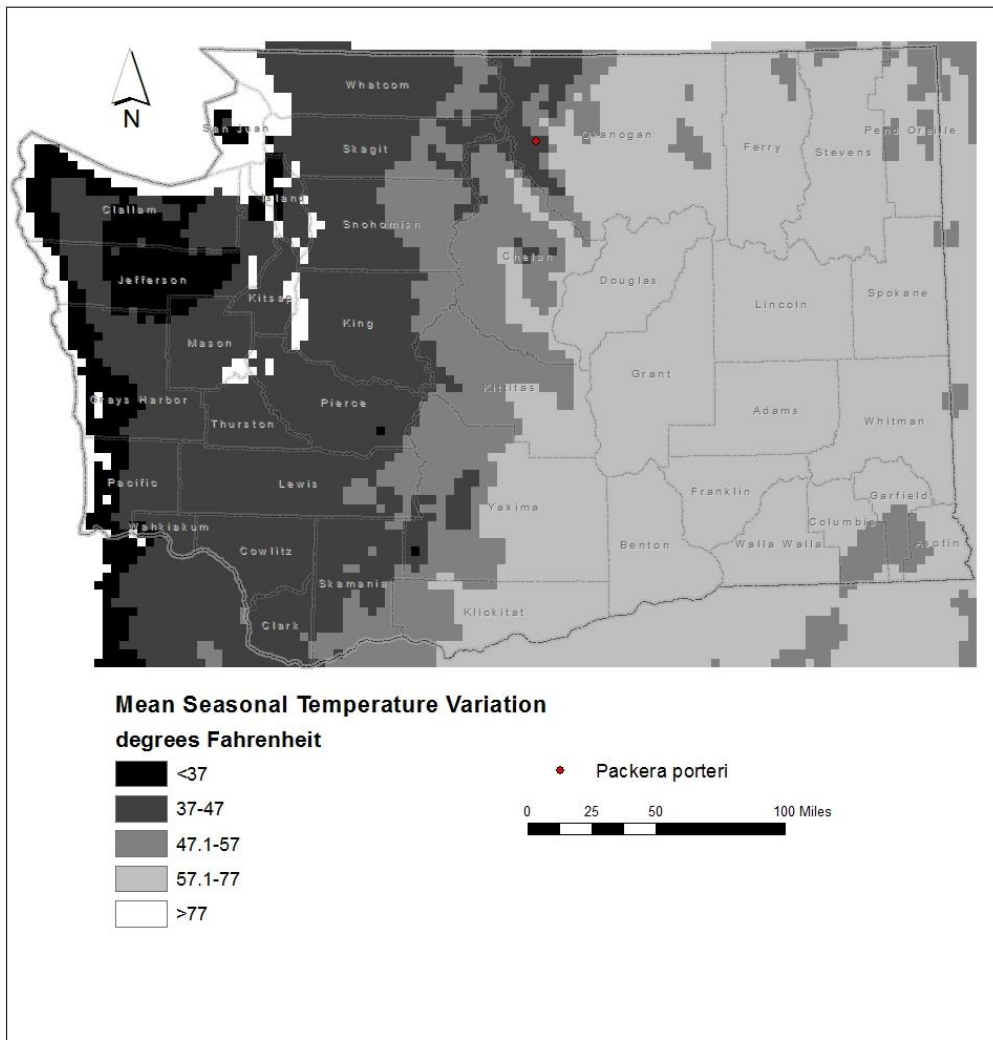 N
Whatcom
San Juan
Skagit
Okanogan
Ferry
Stevens
Pend Oreille
Island
Clallam
Snohomish
Chelan
Jefferson
Kitsap
Douglas
Lincoln
Spokane
Mason
King
Grant
Kittitas
Grays Harbor
Pierce
Adams
Whitman
Thurston
Pacific
Lewis
Yakima
Franklin
Garfield
Wahkiakum
Columbia
Asotin
Cowlitz
Benton
Walla Walla
Skamania
Klickitat
Clark
Mean Seasonal Temperature Variation
degrees Fahrenheit
<37
37-47
47.1-57
57.1-77
>77
Packera porteri
0 25 50 100 Miles